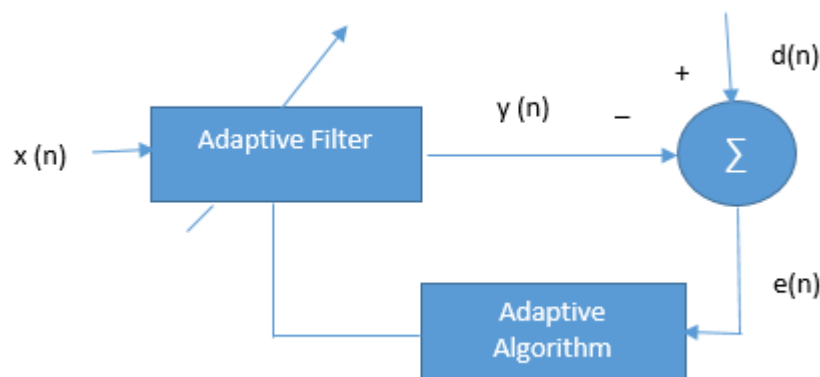 d(n)
+
y (n)
–
Adaptive Filter
x (n)
∑
e(n)
Adaptive
Algorithm